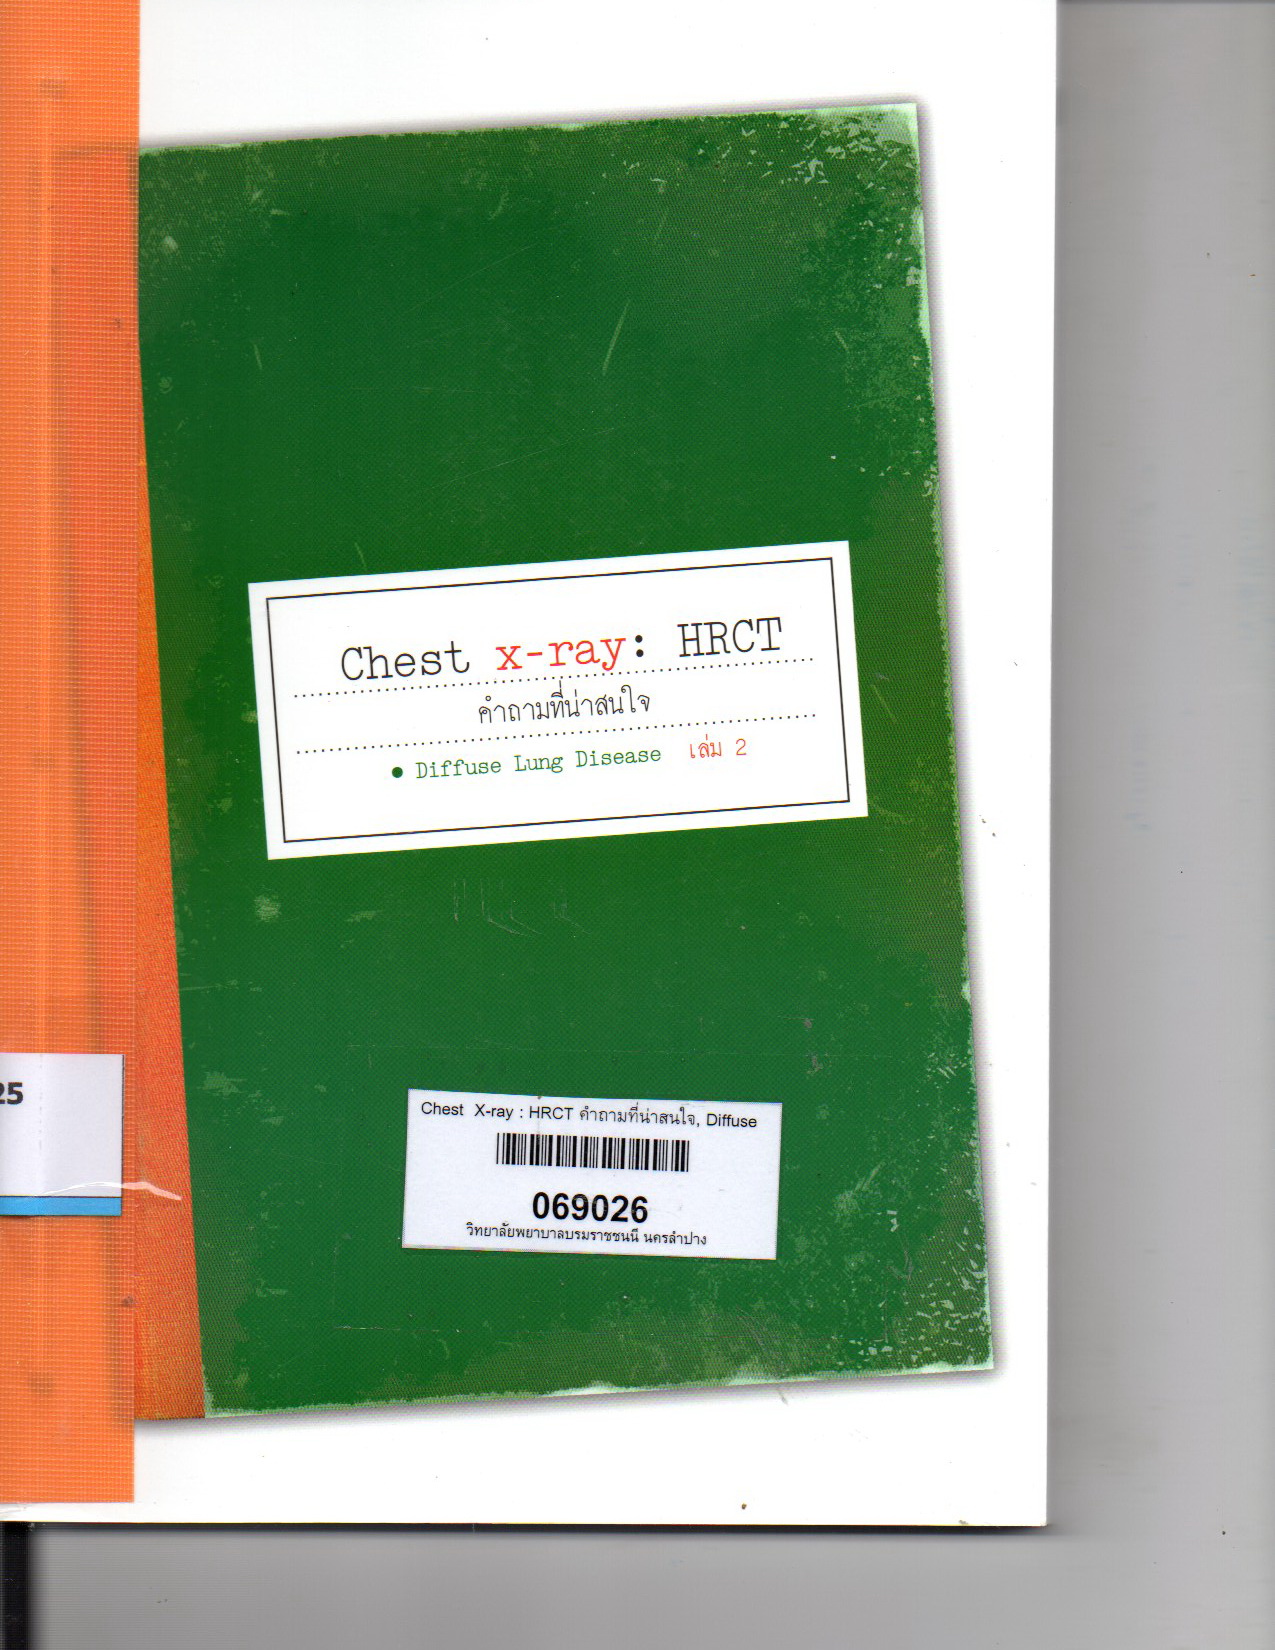 Chest x-ray: HRCT
คำถามที่น่าสนใจ
• Diffuse Lung Disease เล่ม 2
25
Chest X-ray : HRCT คำถามที่น่าสนใจ, Diffuse
069026
วิทยาลัยพยาบาลบรมราชชนนี นครลำปาง